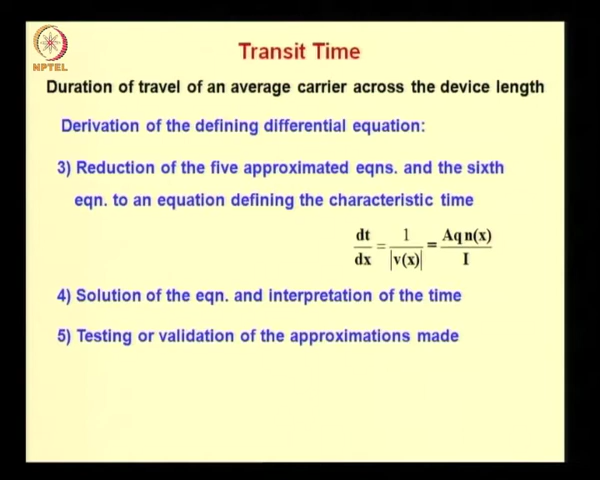 NPTEL
Transit Time
Duration of travel of an average carrier across the device length
Derivation of the defining differential equation:
3) Reduction of the five approximated eqns. and the sixth
eqn. to an equation defining the characteristic time
dt/dx = 1/|v(x)| = Aqn(x)/I
4) Solution of the eqn. and interpretation of the time
5) Testing or validation of the approximations made